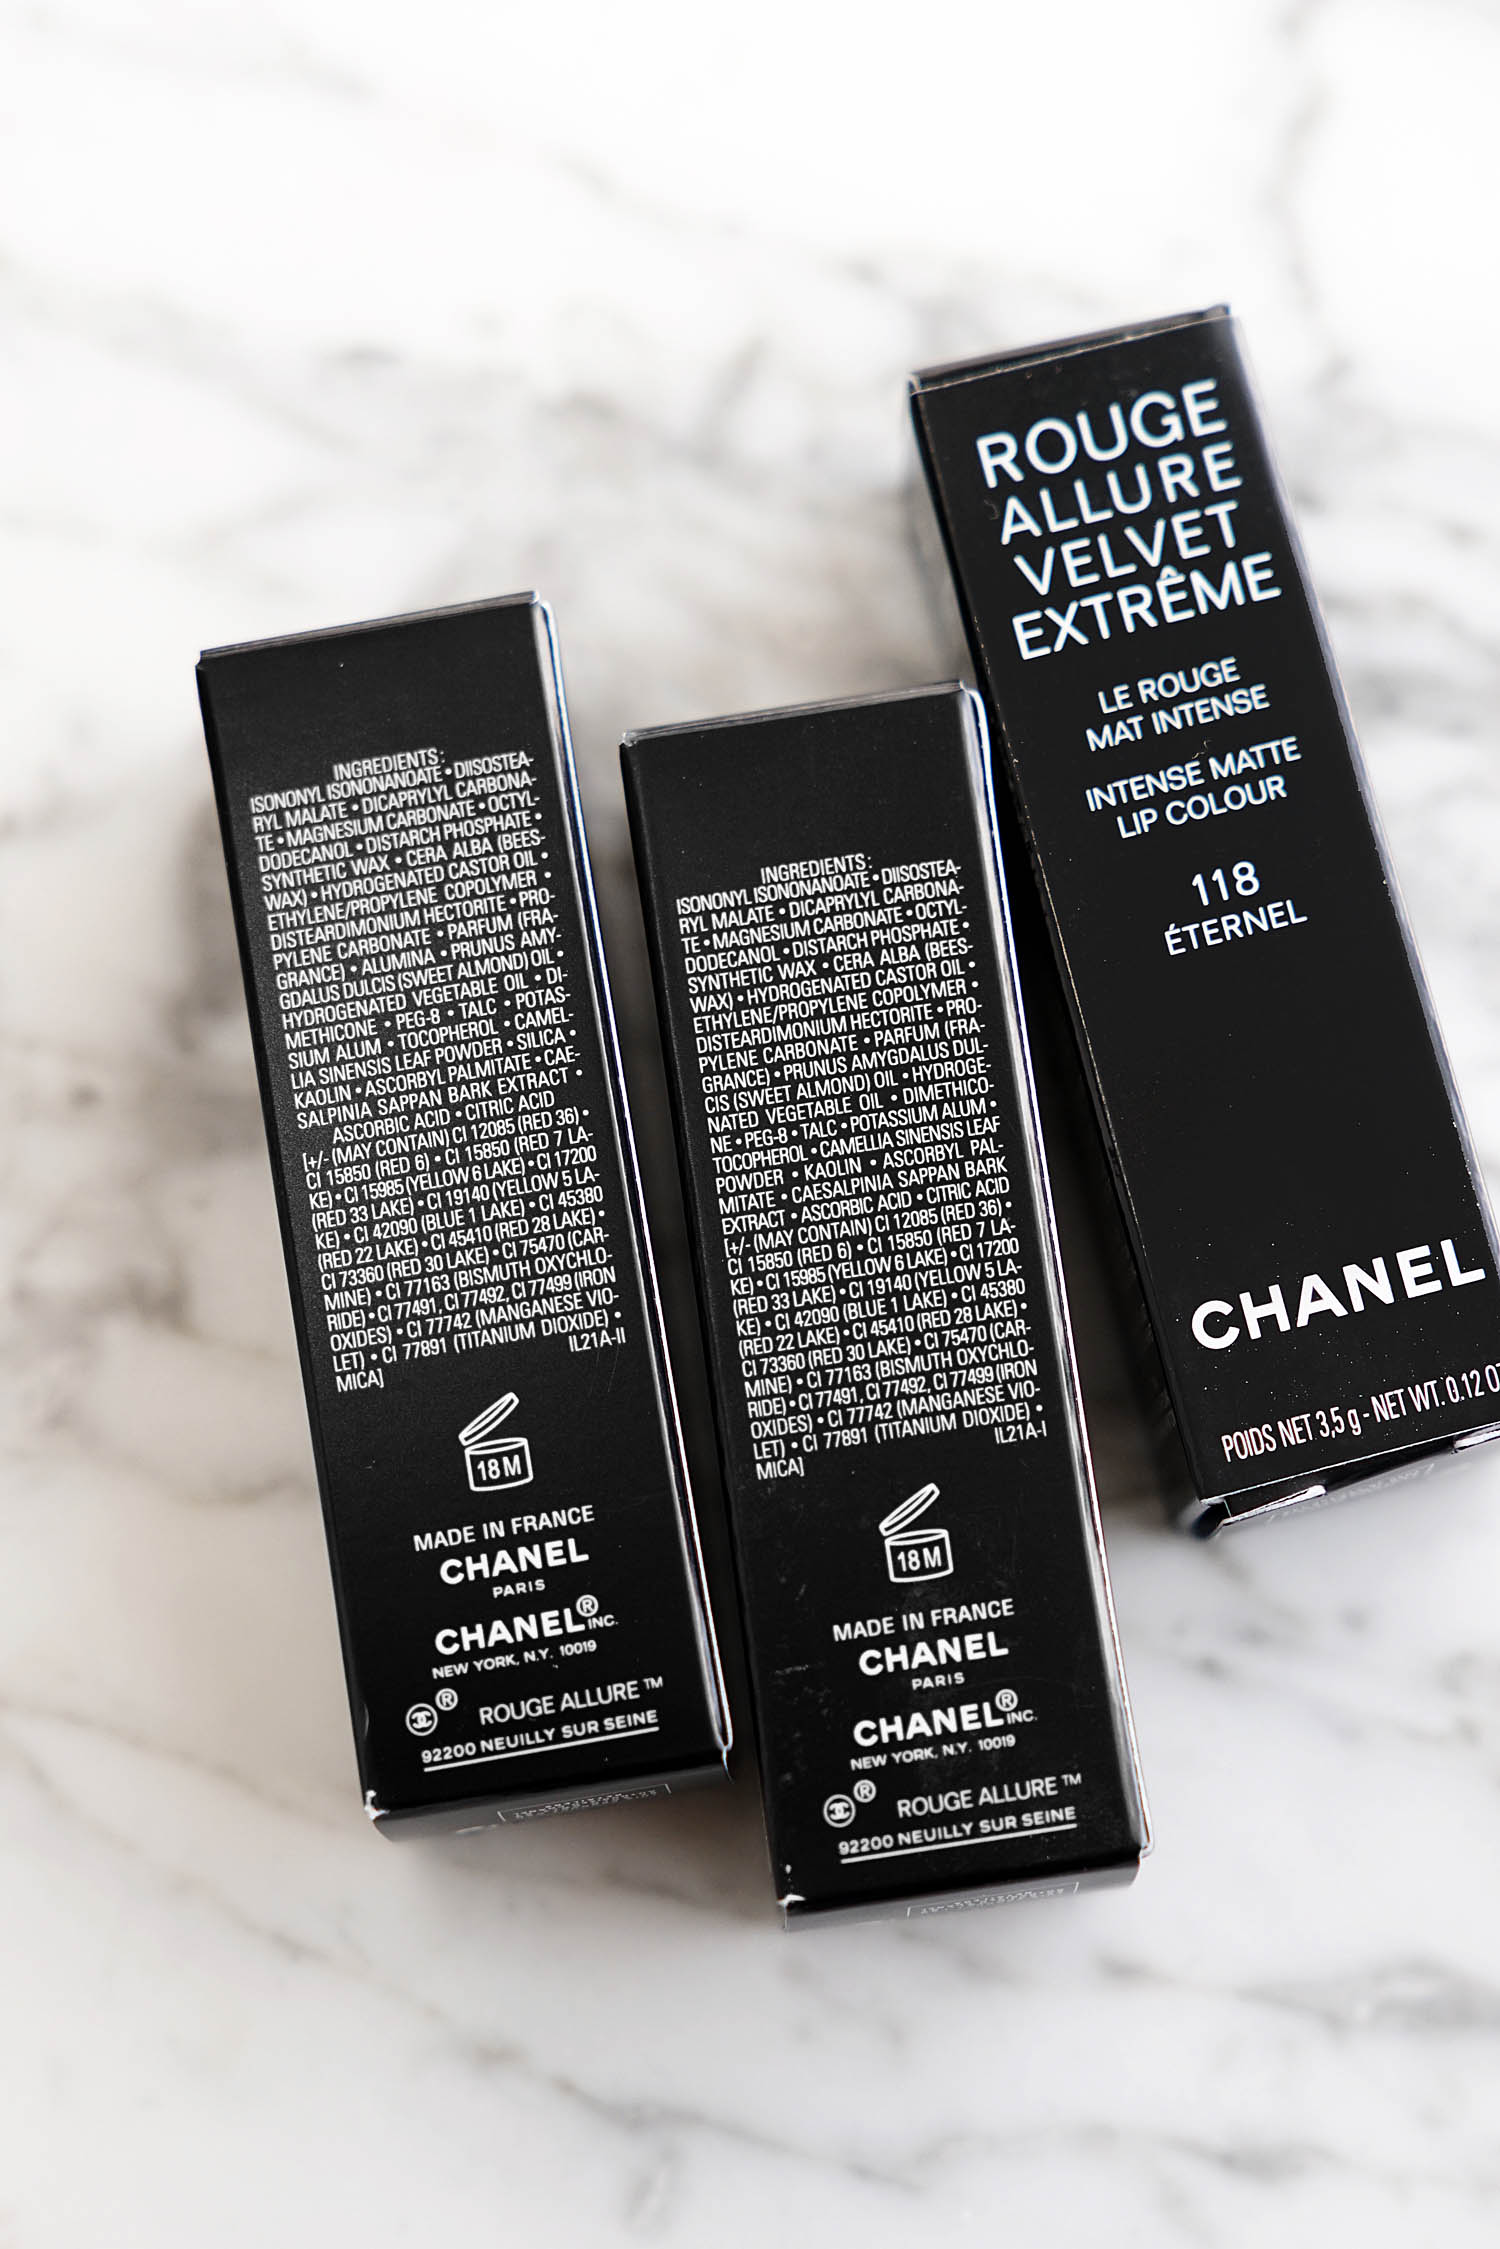 INGREDIENTS:
ISONONYL ISONONANOATE • DIISOSTEA-
RYL MALATE • DICAPRYLYL CARBONA-
TE • MAGNESIUM CARBONATE • OCTYL-
DODECANOL • DISTARCH PHOSPHATE •
SYNTHETIC WAX • CERA ALBA (BEES-
WAX) • HYDROGENATED CASTOR OIL •
ETHYLENE/PROPYLENE COPOLYMER •
DISTEARDIMONIUM HECTORITE • PRO-
PYLENE CARBONATE • PARFUM (FRA-
GRANCE) • ALUMINA • PRUNUS AMY-
GDALUS DULCIS (SWEET ALMOND) OIL •
HYDROGENATED VEGETABLE OIL • DI-
METHICONE • PEG-8 • TALC • POTAS-
SIUM ALUM • TOCOPHEROL • CAMEL-
LIA SINENSIS LEAF POWDER • SILICA •
KAOLIN • ASCORBYL PALMITATE • CAE-
SALPINIA SAPPAN BARK EXTRACT •
ASCORBIC ACID • CITRIC ACID
[+/- (MAY CONTAIN) CI 12085 (RED 36) •
CI 15850 (RED 6) • CI 15850 (RED 7 LA-
KE) • CI 15985 (YELLOW 6 LAKE) • CI 17200
(RED 33 LAKE) • CI 19140 (YELLOW 5 LA-
KE) • CI 42090 (BLUE 1 LAKE) • CI 45380
(RED 22 LAKE) • CI 45410 (RED 28 LAKE) •
CI 73360 (RED 30 LAKE) • CI 75470 (CAR-
MINE) • CI 77163 (BISMUTH OXYCHLO-
RIDE) • CI 77491, CI 77492, CI 77499 (IRON
OXIDES) • CI 77742 (MANGANESE VIO-
LET) • CI 77891 (TITANIUM DIOXIDE) •
MICA] IL21A-II
18 M
MADE IN FRANCE
CHANEL
PARIS
CHANEL® INC.
NEW YORK, N.Y. 10019
® ROUGE ALLURE ™
92200 NEUILLY SUR SEINE
INGREDIENTS:
ISONONYL ISONONANOATE • DIISOSTEA-
RYL MALATE • DICAPRYLYL CARBONA-
TE • MAGNESIUM CARBONATE • OCTYL-
DODECANOL • DISTARCH PHOSPHATE •
SYNTHETIC WAX • CERA ALBA (BEES-
WAX) • HYDROGENATED CASTOR OIL •
ETHYLENE/PROPYLENE COPOLYMER •
DISTEARDIMONIUM HECTORITE • PRO-
PYLENE CARBONATE • PARFUM (FRA-
GRANCE) • PRUNUS AMYGDALUS DUL-
CIS (SWEET ALMOND) OIL • HYDROGE-
NATED VEGETABLE OIL • DIMETHICO-
NE • PEG-8 • TALC • POTASSIUM ALUM •
TOCOPHEROL • CAMELLIA SINENSIS LEAF
POWDER • KAOLIN • ASCORBYL PAL-
MITATE • CAESALPINIA SAPPAN BARK
EXTRACT • ASCORBIC ACID • CITRIC ACID
[+/- (MAY CONTAIN) CI 12085 (RED 36) •
CI 15850 (RED 6) • CI 15850 (RED 7 LA-
KE) • CI 15985 (YELLOW 6 LAKE) • CI 17200
(RED 33 LAKE) • CI 19140 (YELLOW 5 LA-
KE) • CI 42090 (BLUE 1 LAKE) • CI 45380
(RED 22 LAKE) • CI 45410 (RED 28 LAKE) •
CI 73360 (RED 30 LAKE) • CI 75470 (CAR-
MINE) • CI 77163 (BISMUTH OXYCHLO-
RIDE) • CI 77491, CI 77492, CI 77499 (IRON
OXIDES) • CI 77742 (MANGANESE VIO-
LET) • CI 77891 (TITANIUM DIOXIDE) •
MICA] IL21A-I
18 M
MADE IN FRANCE
CHANEL
PARIS
CHANEL® INC.
NEW YORK, N.Y. 10019
® ROUGE ALLURE ™
92200 NEUILLY SUR SEINE
ROUGE
ALLURE
VELVET
EXTRÊME
LE ROUGE
MAT INTENSE
INTENSE MATTE
LIP COLOUR
118
ÉTERNEL
CHANEL
POIDS NET 3,5 g - NET WT. 0.12